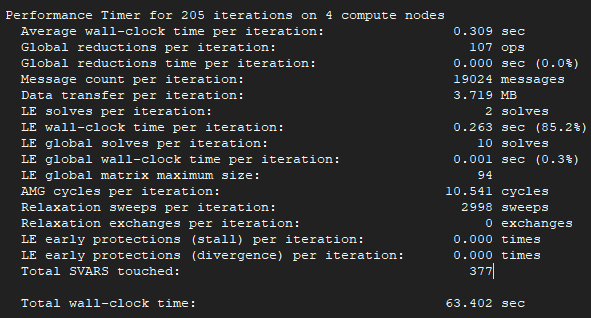 Performance Timer for 205 iterations on 4 compute nodes
Average wall-clock time per iteration: 0.309 sec
Global reductions per iteration: 107 ops
Global reductions time per iteration: 0.000 sec (0.0%)
Message count per iteration: 19024 messages
Data transfer per iteration: 3.719 MB
LE solves per iteration: 2 solves
LE wall-clock time per iteration: 0.263 sec (85.2%)
LE global solves per iteration: 10 solves
LE global wall-clock time per iteration: 0.001 sec (0.3%)
LE global matrix maximum size: 94
AMG cycles per iteration: 10.541 cycles
Relaxation sweeps per iteration: 2998 sweeps
Relaxation exchanges per iteration: 0 exchanges
LE early protections (stall) per iteration: 0.000 times
LE early protections (divergence) per iteration: 0.000 times
Total SVARS touched: 377
Total wall-clock time: 63.402 sec